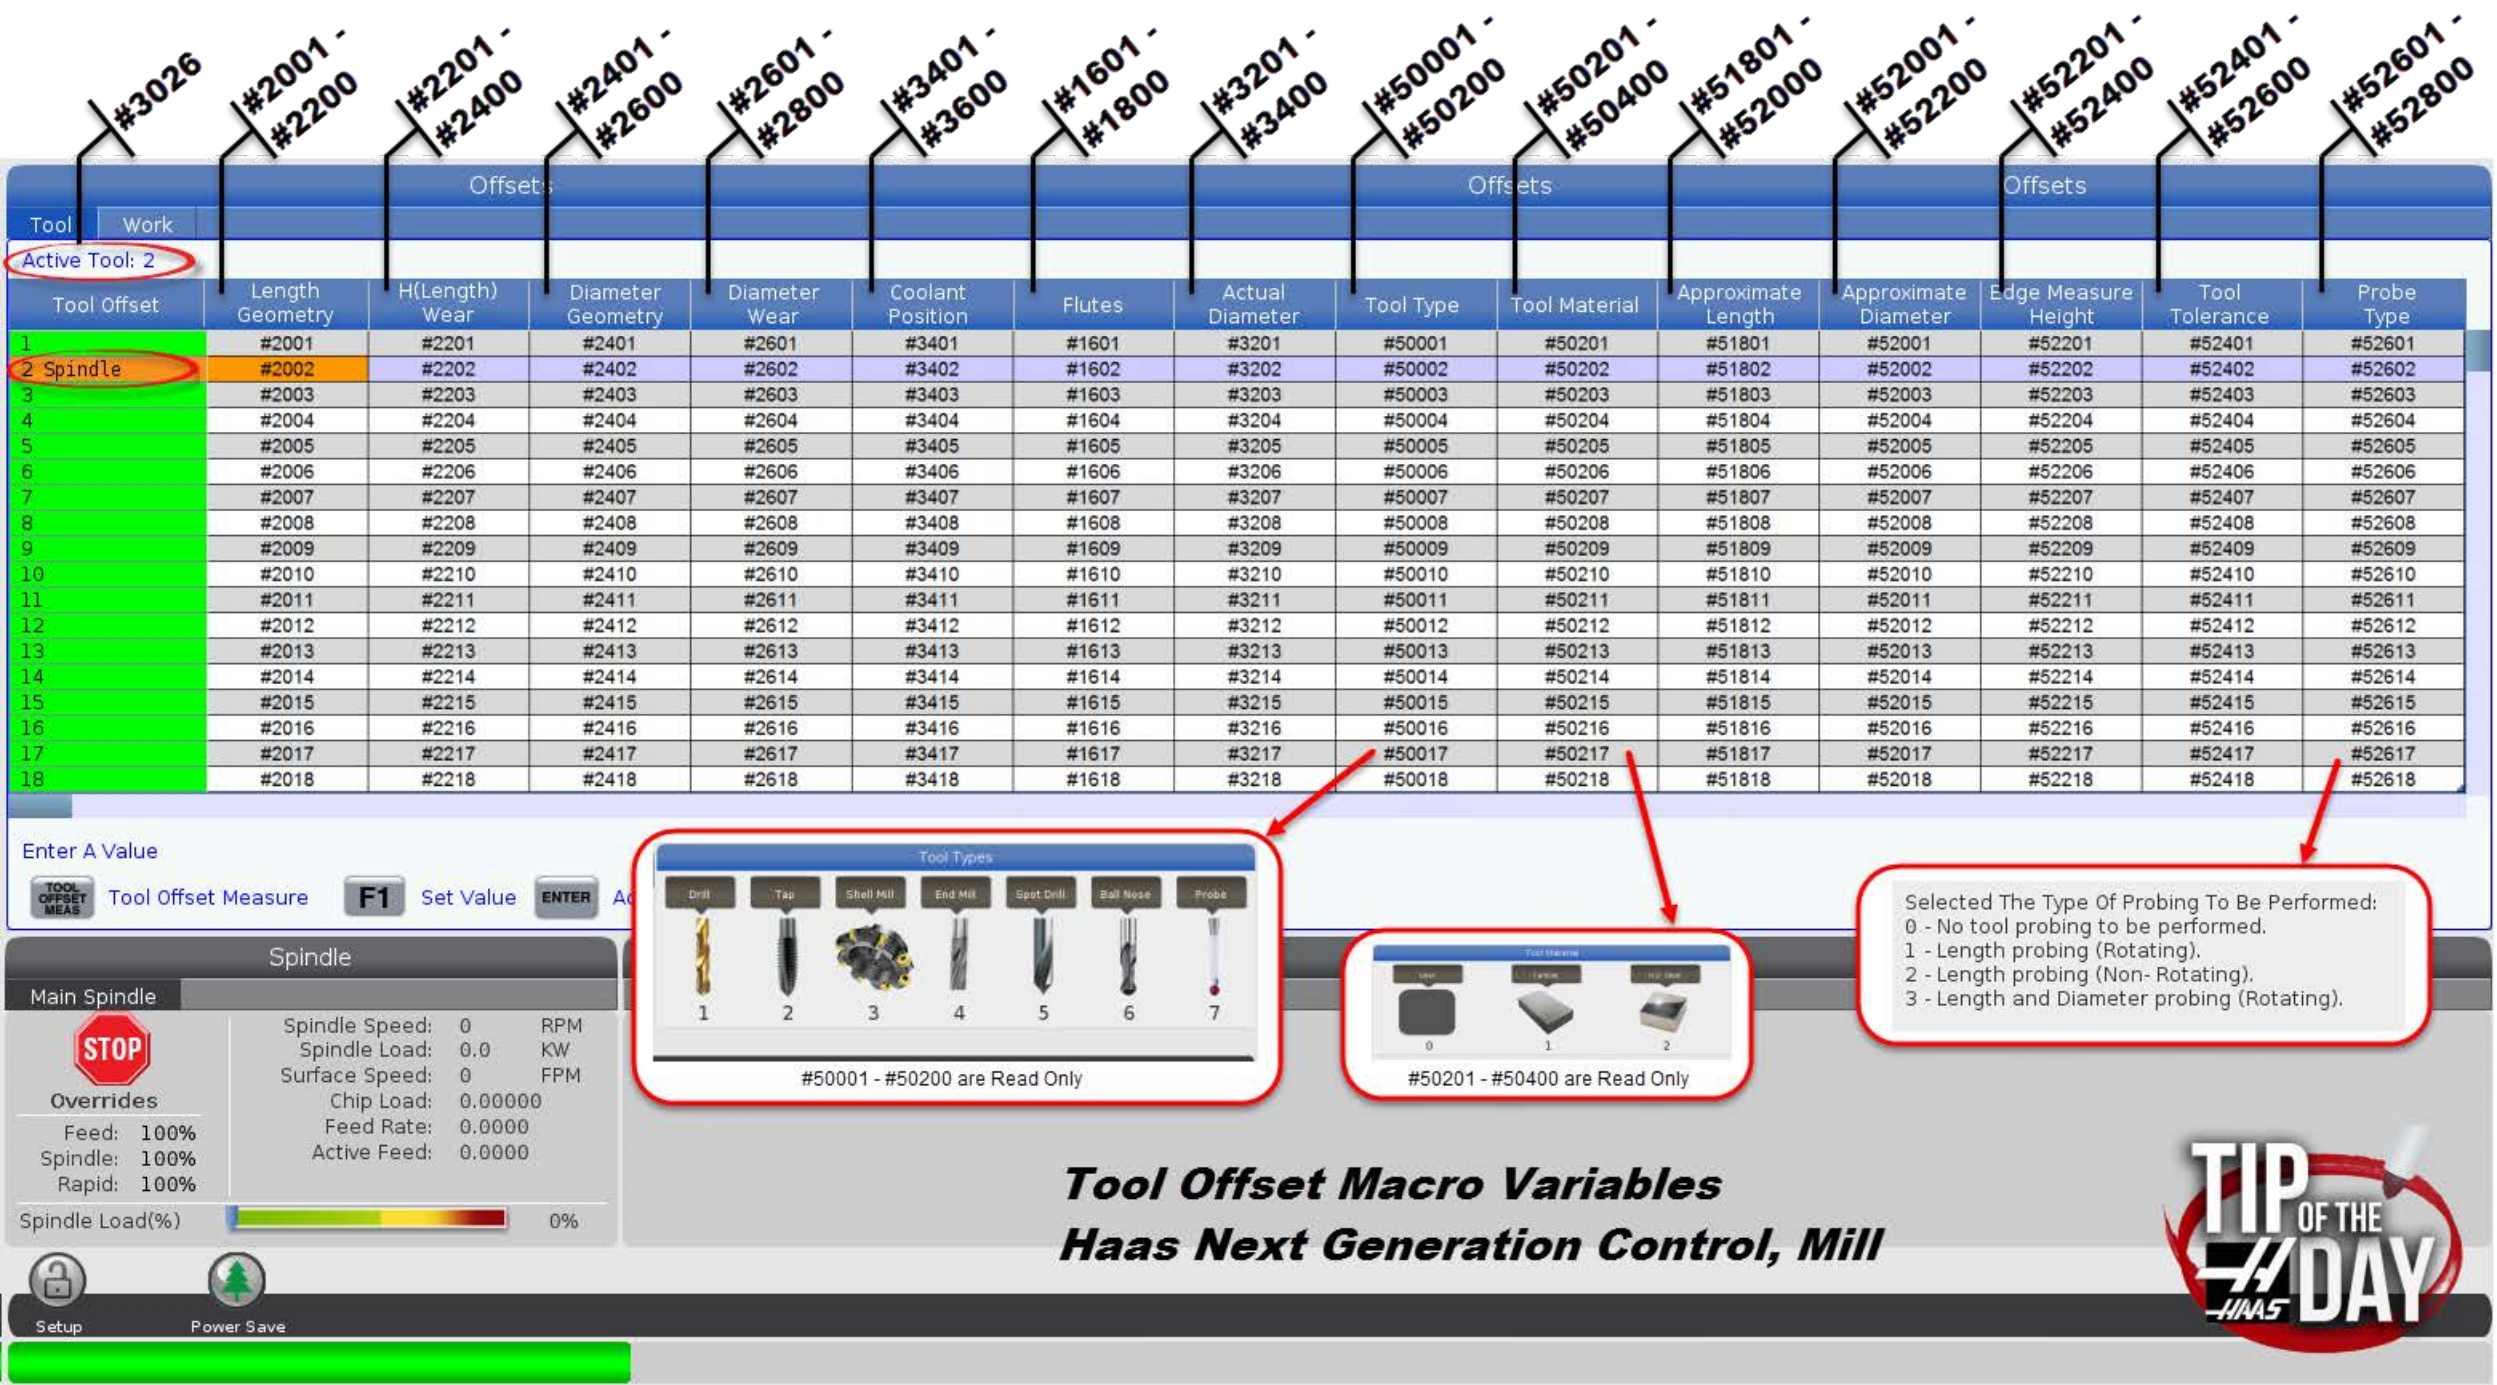 #3026
#2001 -
#2200
#2201 -
#2400
#2401 -
#2600
#2601 -
#2800
#3401 -
#3600
#1601 -
#1800
#3201 -
#3400
#50001 -
#50200
#50201 -
#50400
#51801 -
#52000
#52001 -
#52200
#52201 -
#52400
#52401 -
#52600
#52601 -
#52800
Offsets Offsets Offsets
Tool Work
Active Tool: 2
Tool Offset Length Geometry H(Length) Wear Diameter Geometry Diameter Wear Coolant Position Flutes Actual Diameter Tool Type Tool Material Approximate Length Approximate Diameter Edge Measure Height Tool Tolerance Probe Type
1 #2001 #2201 #2401 #2601 #3401 #1601 #3201 #50001 #50201 #51801 #52001 #52201 #52401 #52601
2 Spindle #2002 #2202 #2402 #2602 #3402 #1602 #3202 #50002 #50202 #51802 #52002 #52202 #52402 #52602
3 #2003 #2203 #2403 #2603 #3403 #1603 #3203 #50003 #50203 #51803 #52003 #52203 #52403 #52603
4 #2004 #2204 #2404 #2604 #3404 #1604 #3204 #50004 #50204 #51804 #52004 #52204 #52404 #52604
5 #2005 #2205 #2405 #2605 #3405 #1605 #3205 #50005 #50205 #51805 #52005 #52205 #52405 #52605
6 #2006 #2206 #2406 #2606 #3406 #1606 #3206 #50006 #50206 #51806 #52006 #52206 #52406 #52606
7 #2007 #2207 #2407 #2607 #3407 #1607 #3207 #50007 #50207 #51807 #52007 #52207 #52407 #52607
8 #2008 #2208 #2408 #2608 #3408 #1608 #3208 #50008 #50208 #51808 #52008 #52208 #52408 #52608
9 #2009 #2209 #2409 #2609 #3409 #1609 #3209 #50009 #50209 #51809 #52009 #52209 #52409 #52609
10 #2010 #2210 #2410 #2610 #3410 #1610 #3210 #50010 #50210 #51810 #52010 #52210 #52410 #52610
11 #2011 #2211 #2411 #2611 #3411 #1611 #3211 #50011 #50211 #51811 #52011 #52211 #52411 #52611
12 #2012 #2212 #2412 #2612 #3412 #1612 #3212 #50012 #50212 #51812 #52012 #52212 #52412 #52612
13 #2013 #2213 #2413 #2613 #3413 #1613 #3213 #50013 #50213 #51813 #52013 #52213 #52413 #52613
14 #2014 #2214 #2414 #2614 #3414 #1614 #3214 #50014 #50214 #51814 #52014 #52214 #52414 #52614
15 #2015 #2215 #2415 #2615 #3415 #1615 #3215 #50015 #50215 #51815 #52015 #52215 #52415 #52615
16 #2016 #2216 #2416 #2616 #3416 #1616 #3216 #50016 #50216 #51816 #52016 #52216 #52416 #52616
17 #2017 #2217 #2417 #2617 #3417 #1617 #3217 #50017 #50217 #51817 #52017 #52217 #52417 #52617
18 #2018 #2218 #2418 #2618 #3418 #1618 #3218 #50018 #50218 #51818 #52018 #52218 #52418 #52618
Enter A Value
TOOL OFFSET MEAS Tool Offset Measure F1 Set Value ENTER
Tool Types
Drill Tap Shell Mill End Mill Spot Drill Ball Nose Probe
1 2 3 4 5 6 7
#50001 - #50200 are Read Only
0 1 2
#50201 - #50400 are Read Only
Selected The Type Of Probing To Be Performed:
0 - No tool probing to be performed.
1 - Length probing (Rotating).
2 - Length probing (Non- Rotating).
3 - Length and Diameter probing (Rotating).
Spindle
Main Spindle
STOP
Overrides
Feed: 100%
Spindle: 100%
Rapid: 100%
Spindle Speed: 0 RPM
Spindle Load: 0.0 KW
Surface Speed: 0 FPM
Chip Load: 0.00000
Feed Rate: 0.0000
Active Feed: 0.0000
Spindle Load(%) 0%
Setup Power Save
Tool Offset Macro Variables
Haas Next Generation Control, Mill
TIP
OF THE
DAY
HAAS